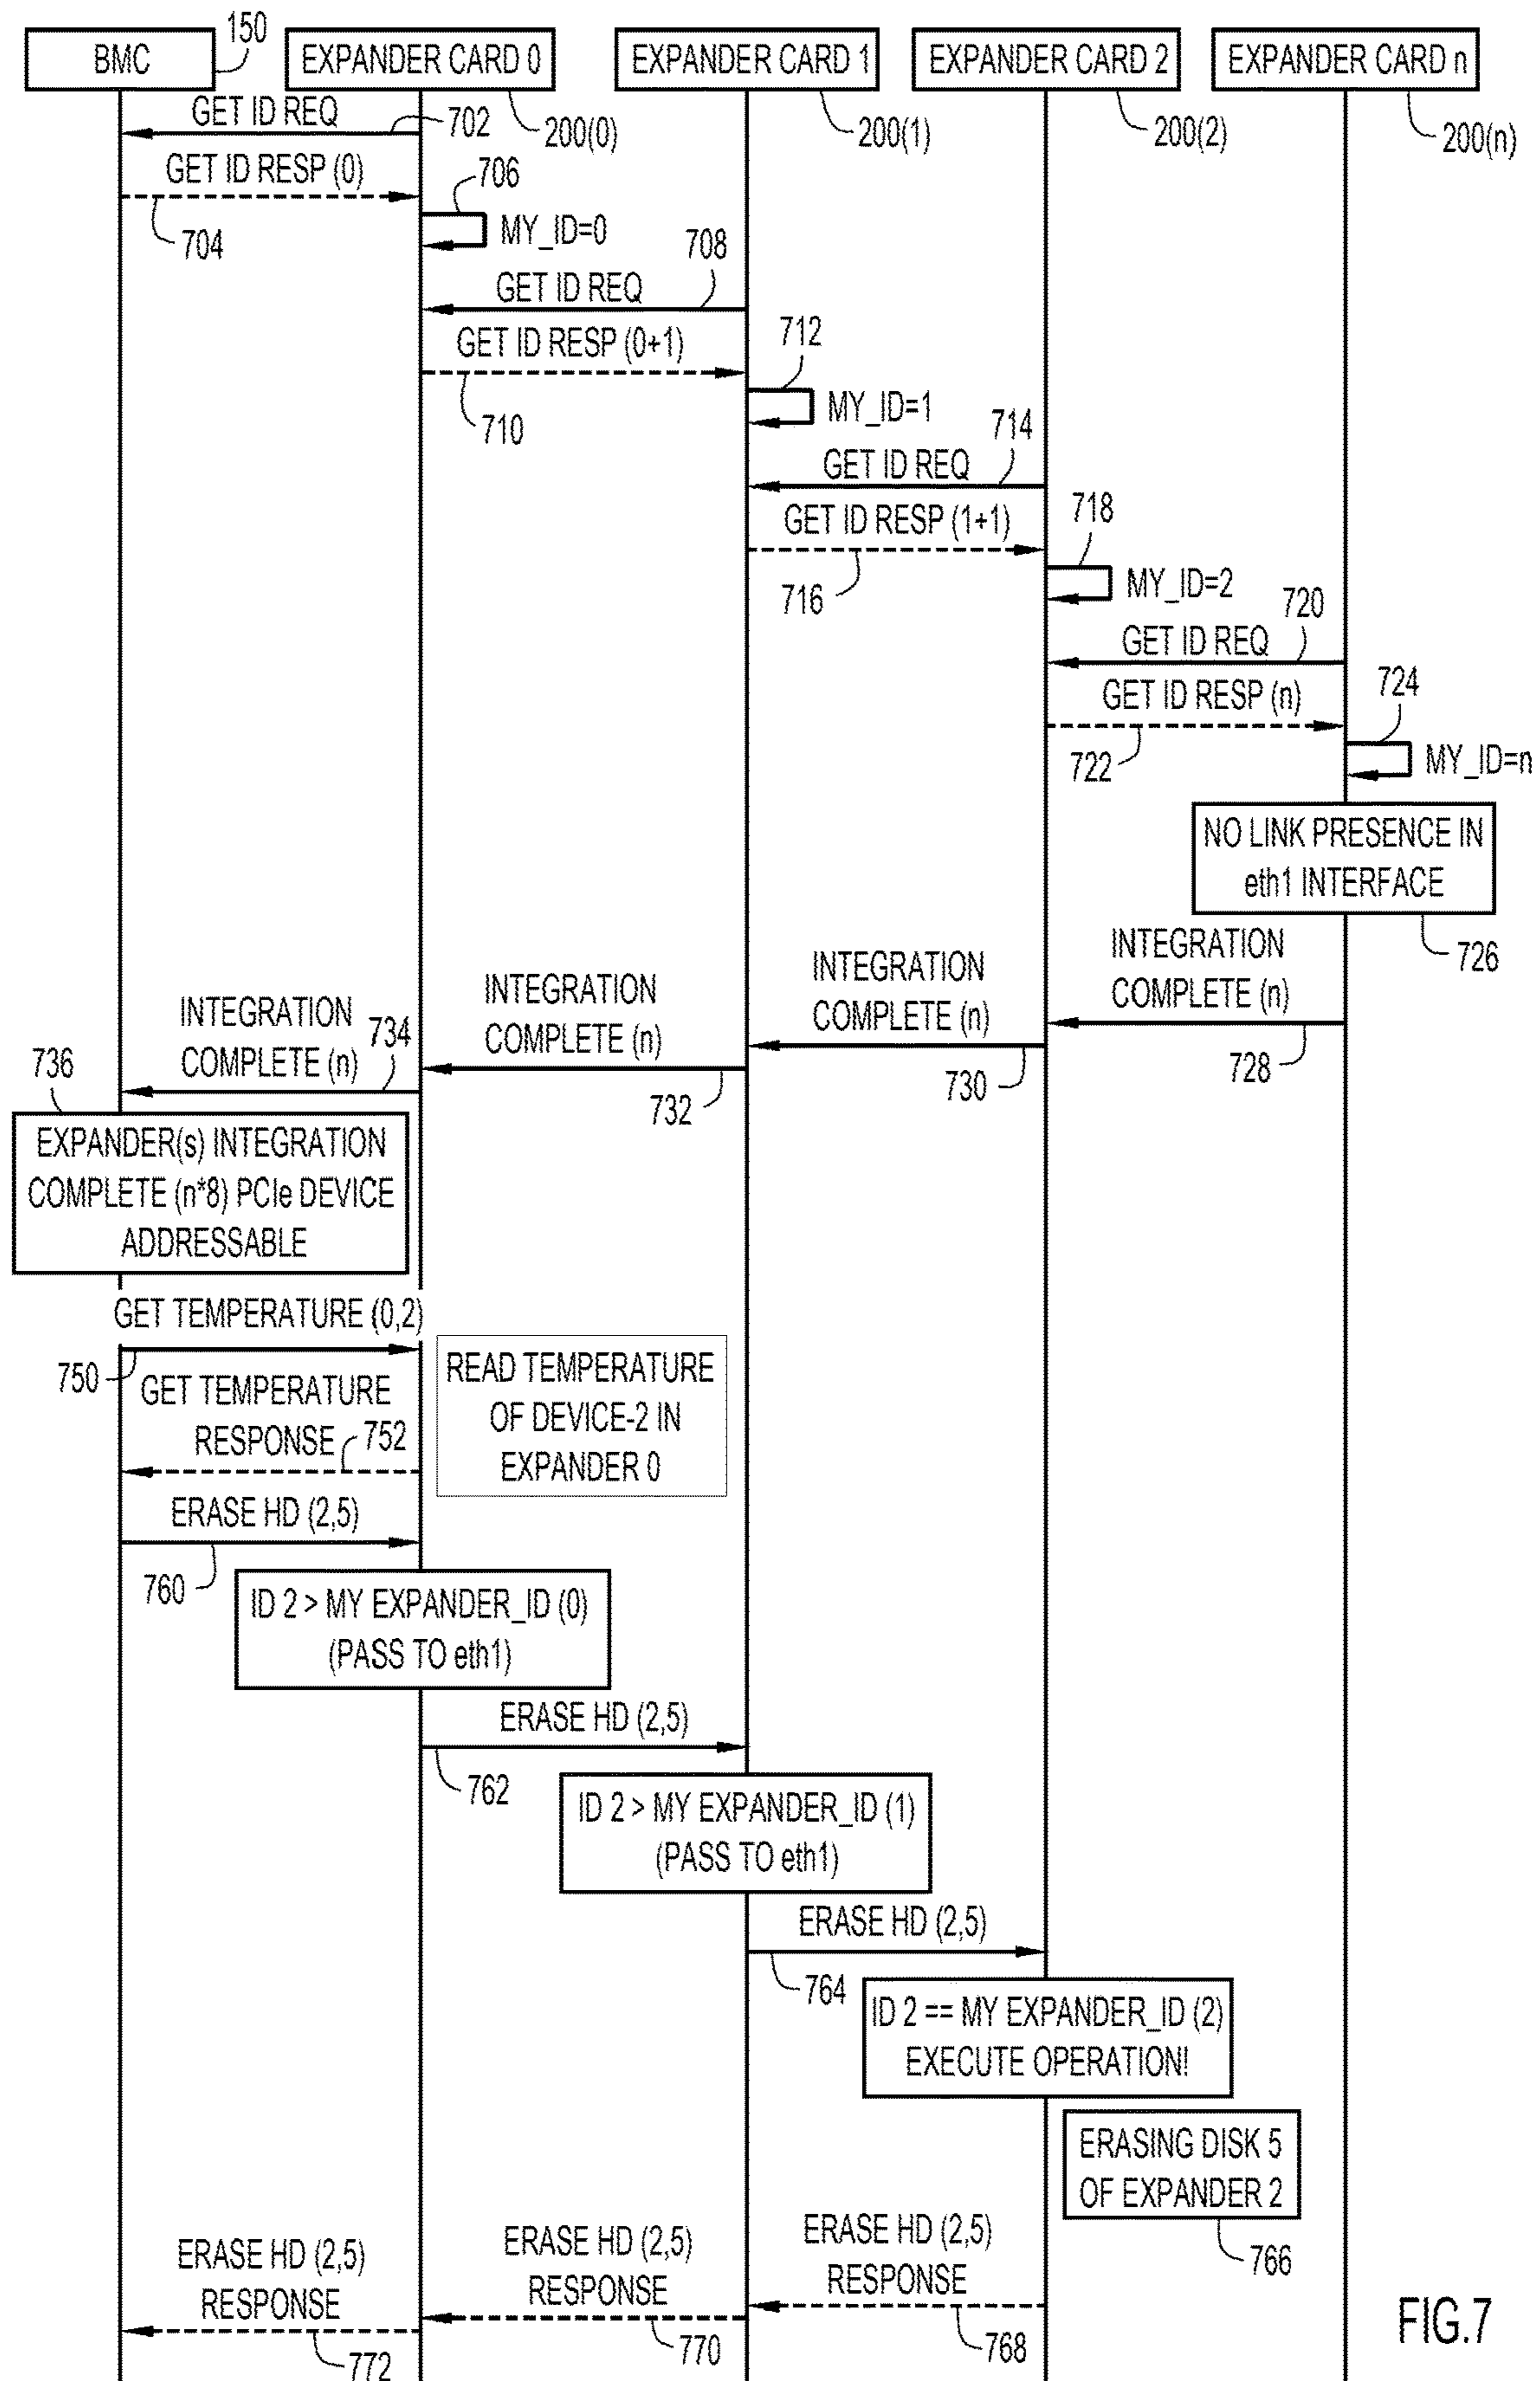 BMC
150
EXPANDER CARD 0
EXPANDER CARD 1
EXPANDER CARD 2
EXPANDER CARD n
200(0)
200(1)
200(2)
200(n)
GET ID REQ
702
GET ID RESP (0)
704
706
MY_ID=0
708
GET ID REQ
GET ID RESP (0+1)
710
712
MY_ID=1
714
GET ID REQ
GET ID RESP (1+1)
716
718
MY_ID=2
720
GET ID REQ
GET ID RESP (n)
722
724
MY_ID=n
NO LINK PRESENCE IN
eth1 INTERFACE
726
INTEGRATION
COMPLETE (n)
728
INTEGRATION
COMPLETE (n)
730
INTEGRATION
COMPLETE (n)
732
INTEGRATION
COMPLETE (n)
734
736
EXPANDER(s) INTEGRATION
COMPLETE (n*8) PCIe DEVICE
ADDRESSABLE
GET TEMPERATURE (0,2)
750
GET TEMPERATURE
RESPONSE
752
READ TEMPERATURE
OF DEVICE-2 IN
EXPANDER 0
ERASE HD (2,5)
760
ID 2 > MY EXPANDER_ID (0)
(PASS TO eth1)
ERASE HD (2,5)
762
ID 2 > MY EXPANDER_ID (1)
(PASS TO eth1)
ERASE HD (2,5)
764
ID 2 == MY EXPANDER_ID (2)
EXECUTE OPERATION!
ERASING DISK 5
OF EXPANDER 2
766
ERASE HD (2,5)
RESPONSE
768
ERASE HD (2,5)
RESPONSE
770
ERASE HD (2,5)
RESPONSE
772
FIG.7